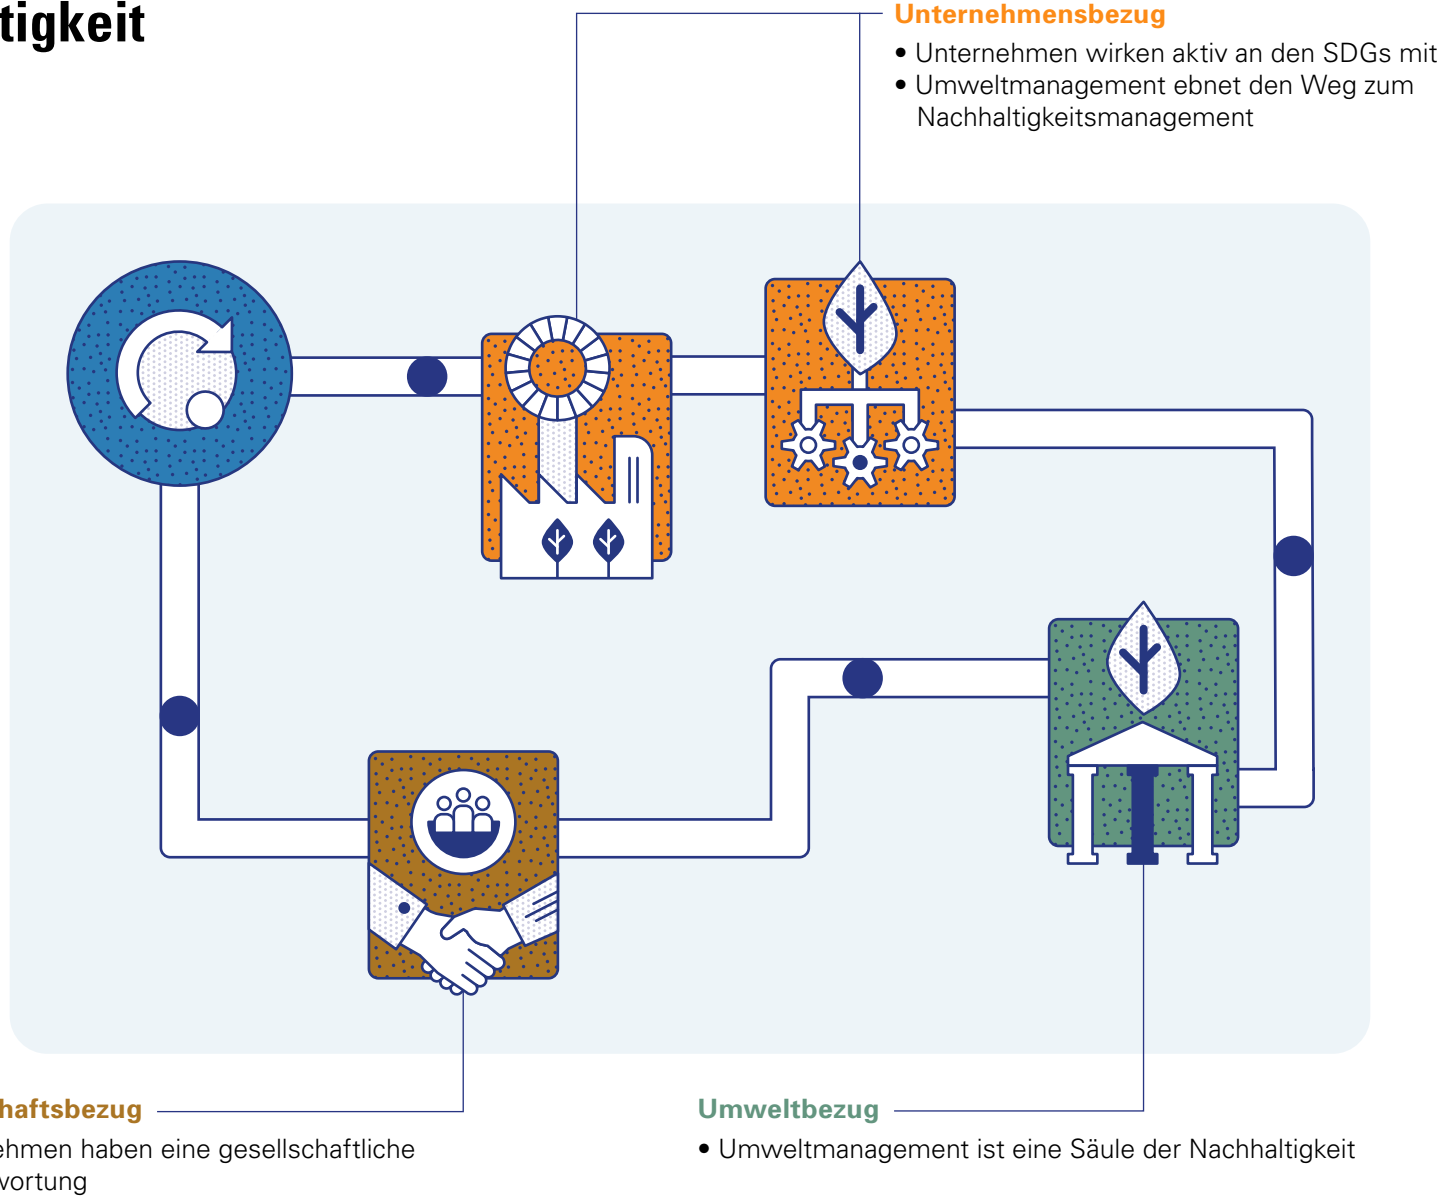 tigkeit
Unternehmensbezug
• Unternehmen wirken aktiv an den SDGs mit
• Umweltmanagement ebnet den Weg zum
Nachhaltigkeitsmanagement
haftsbezug
ehmen haben eine gesellschaftliche
wortung
Umweltbezug
• Umweltmanagement ist eine Säule der Nachhaltigkeit